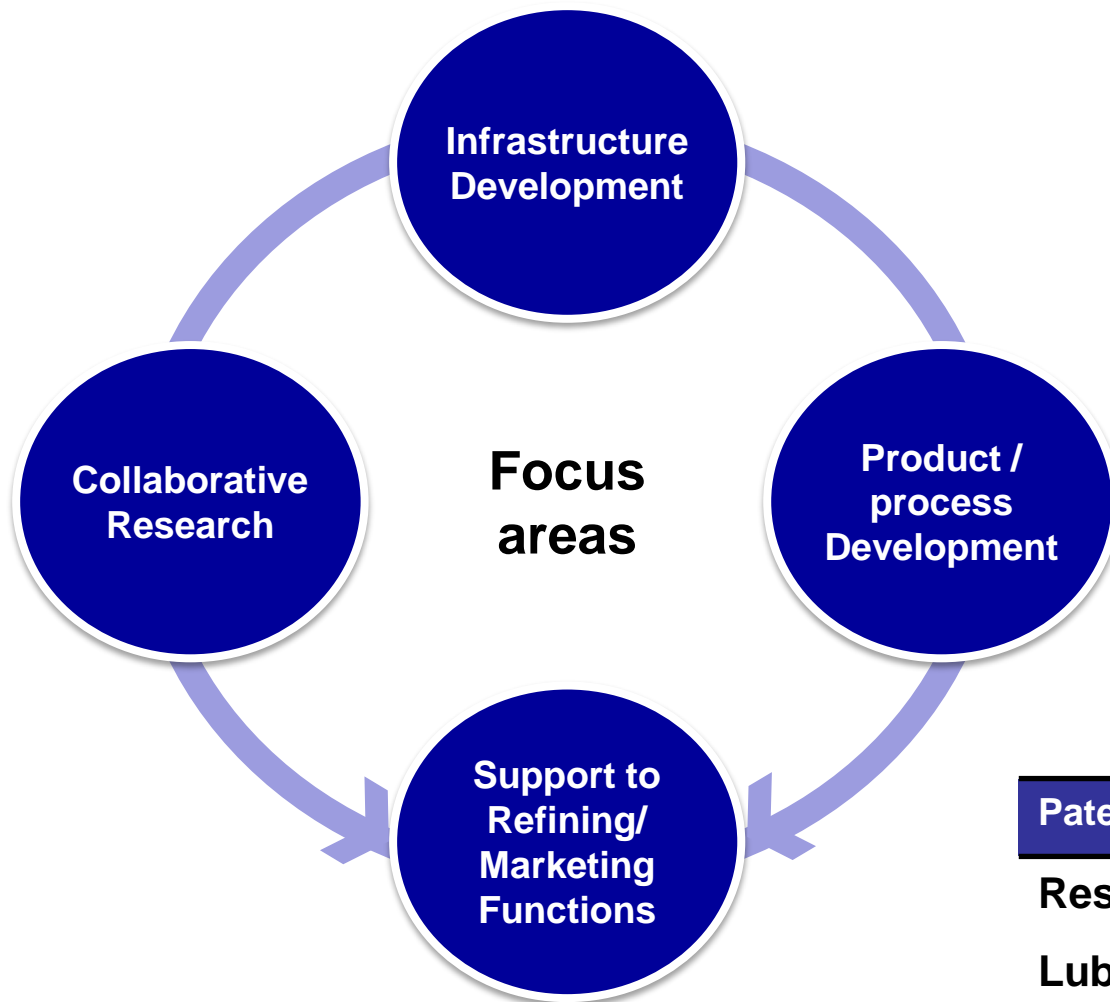 Infrastructure
Development
Collaborative
Research
Focus
areas
Product /
process
Development
Support to
Refining/
Marketing
Functions
Pate
Res
Lub